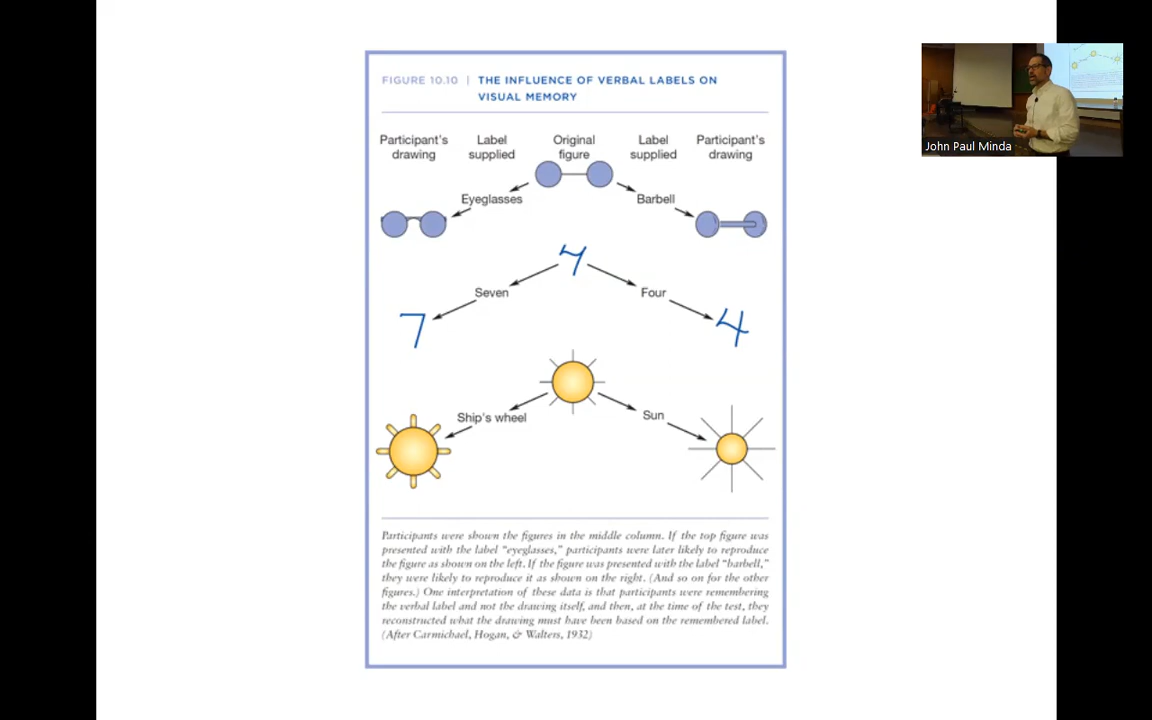 FIGURE 10.10 | THE INFLUENCE OF VERBAL LABELS ON
VISUAL MEMORY
Participant's drawing
Label supplied
Original figure
Label supplied
Participant's drawing
Eyeglasses
Barbell
4
Seven
Four
7
4
Ship's wheel
Sun
Participants were shown the figures in the middle column. If the top figure was
presented with the label “eyeglasses,” participants were later likely to reproduce
the figure as shown on the left. If the figure was presented with the label “barbell,”
they were likely to reproduce it as shown on the right. (And so on for the other
figures.) One interpretation of these data is that participants were remembering
the verbal label and not the drawing itself, and then, at the time of the test, they
reconstructed what the drawing must have been based on the remembered label.
(After Carmichael, Hogan, & Walters, 1932)
John Paul Minda